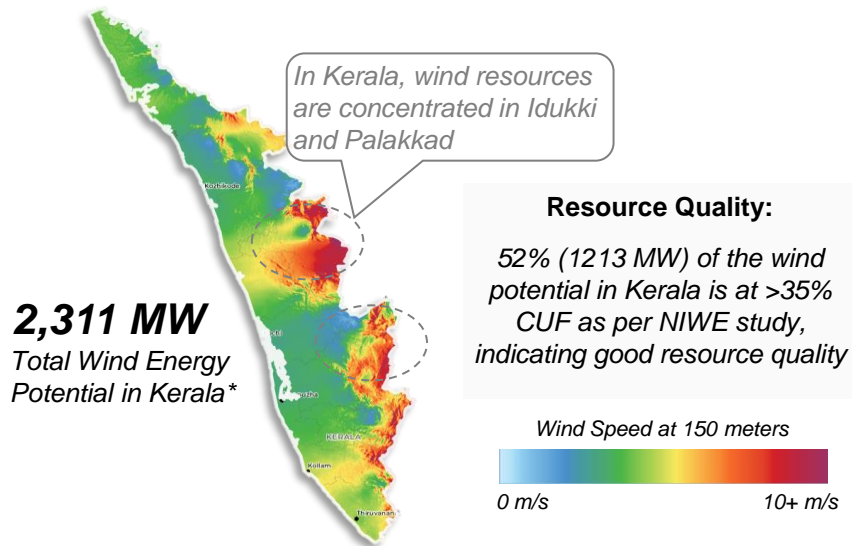 In Kerala, wind resources
are concentrated in Idukki
and Palakkad
Kozhikode
Resource Quality:
52% (1213 MW) of the wind
potential in Kerala is at >35%
CUF as per NIWE study,
indicating good resource quality
2,311 MW
Total Wind Energy
Potential in Kerala*
KERALA
Kollam
Wind Speed at 150 meters
0 m/s
10+ m/s